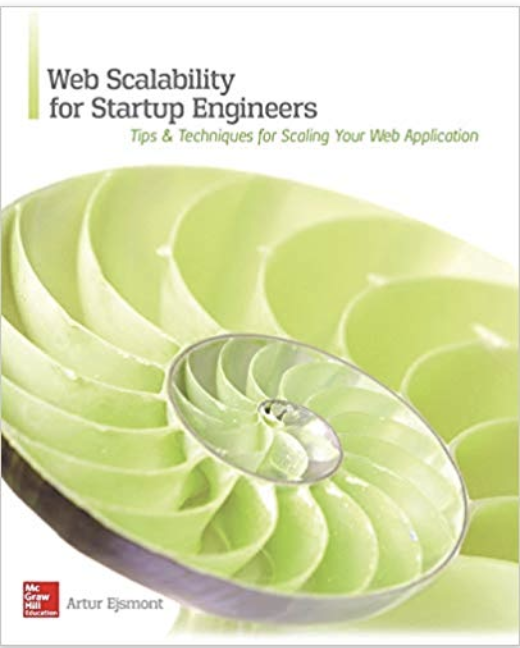 Web Scalability
for Startup Engineers
Tips & Techniques for Scaling Your Web Application
Mc
Graw
Hill
Education
Artur Ejsmont